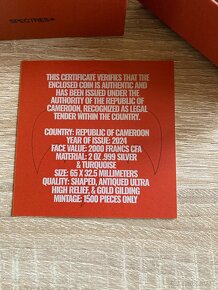 SPECTRES+
THIS CERTIFICATE VERIFIES THAT THE
ENCLOSED COIN IS AUTHENTIC AND
HAS BEEN ISSUED UNDER THE
AUTHORITY OF THE REPUBLIC OF
CAMEROON, RECOGNIZED AS LEGAL
TENDER WITHIN THE COUNTRY.
COUNTRY: REPUBLIC OF CAMEROON
YEAR OF ISSUE: 2024
FACE VALUE: 2000 FRANCS CFA
MATERIAL: 2 OZ .999 SILVER
& TURQUOISE
SIZE: 65 X 32.5 MILLIMETERS
QUALITY: SHAPED, ANTIQUED ULTRA
HIGH RELIEF, & GOLD GILDING
MINTAGE: 1500 PIECES ONLY